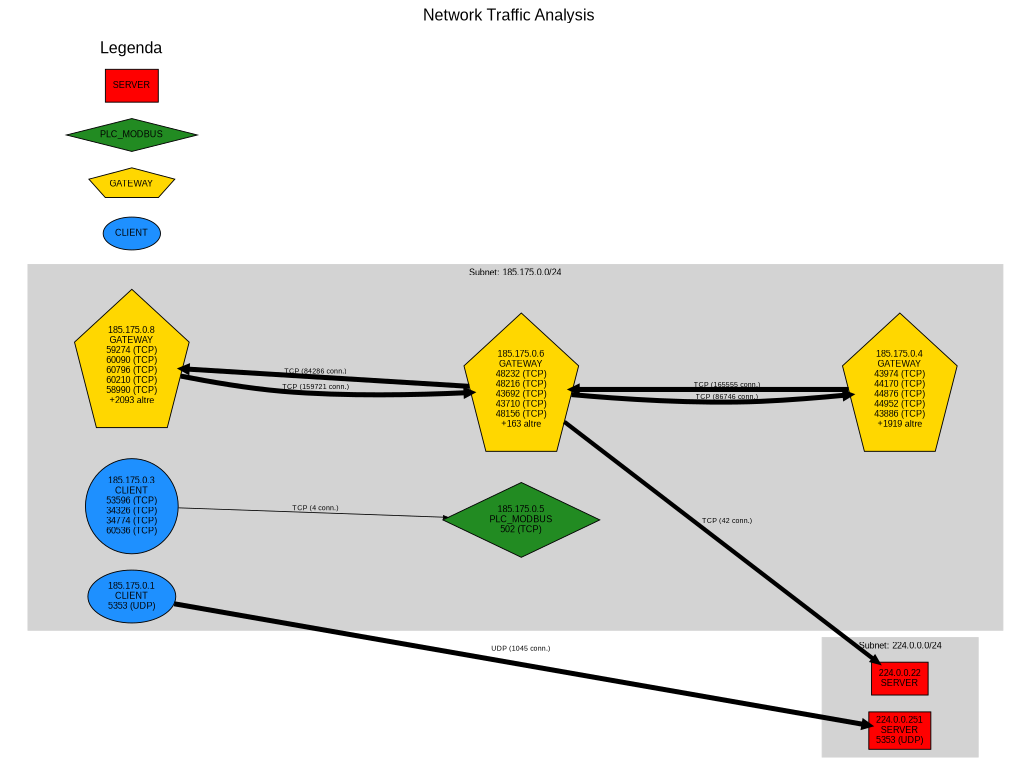 Network Traffic Analysis
Legenda
SERVER
PLC_MODBUS
GATEWAY
CLIENT
Subnet: 185.175.0.0/24
185.175.0.8
GATEWAY
59274 (TCP)
60090 (TCP)
60796 (TCP)
60210 (TCP)
58990 (TCP)
+2093 altre
TCP (84286 conn.)
TCP (159721 conn.)
185.175.0.6
GATEWAY
48232 (TCP)
48216 (TCP)
43692 (TCP)
43710 (TCP)
48156 (TCP)
+163 altre
TCP (165555 conn.)
TCP (86746 conn.)
185.175.0.4
GATEWAY
43974 (TCP)
44170 (TCP)
44876 (TCP)
44952 (TCP)
43886 (TCP)
+1919 altre
185.175.0.3
CLIENT
53596 (TCP)
34326 (TCP)
34774 (TCP)
60536 (TCP)
TCP (4 conn.)
185.175.0.5
PLC_MODBUS
502 (TCP)
TCP (42 conn.)
185.175.0.1
CLIENT
5353 (UDP)
UDP (1045 conn.)
Subnet: 224.0.0.0/24
224.0.0.22
SERVER
224.0.0.251
SERVER
5353 (UDP)